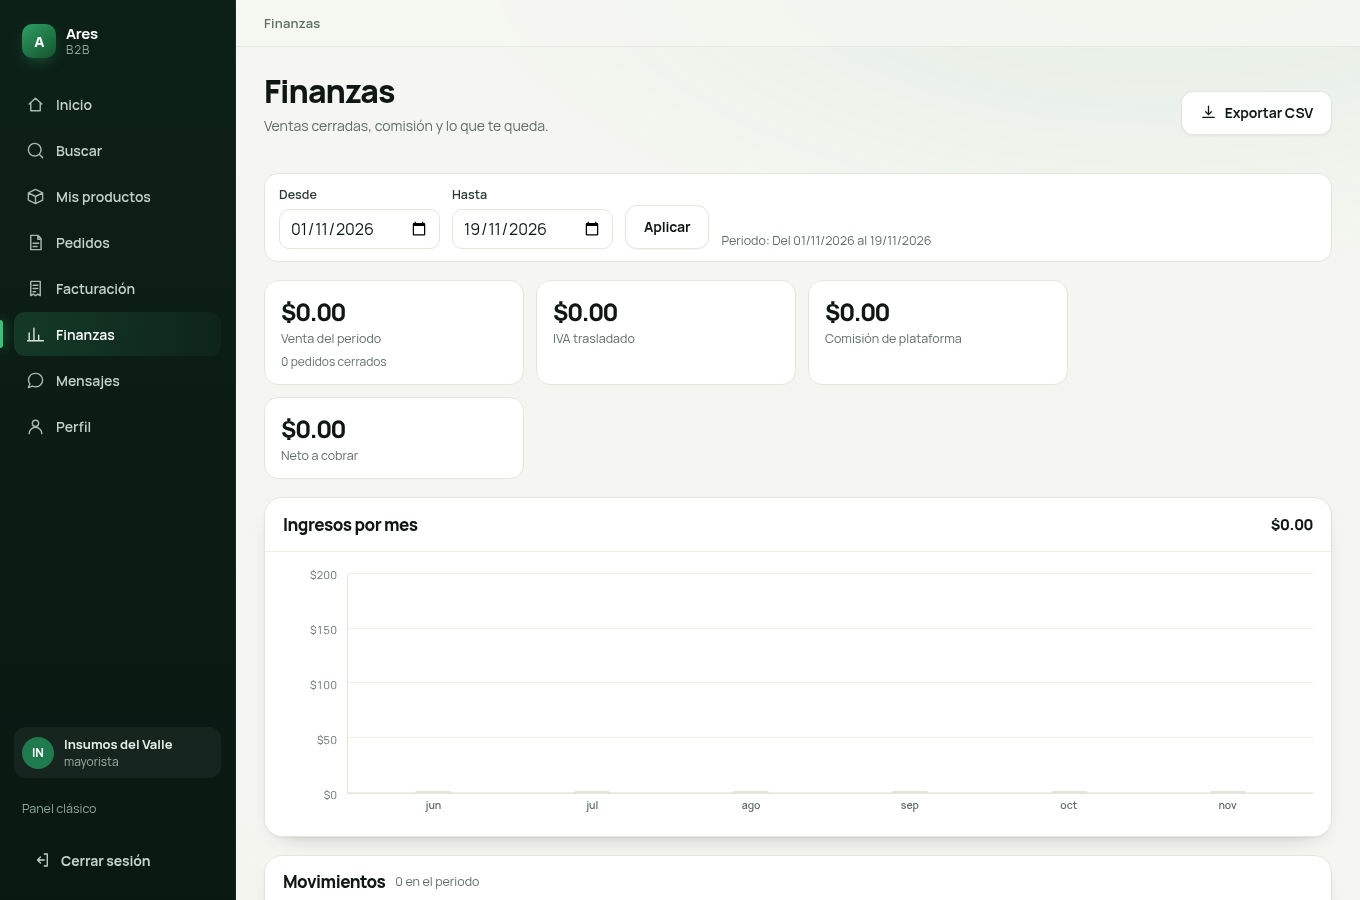 A
Ares
B2B
Inicio
Buscar
Mis productos
Pedidos
Facturación
Finanzas
Mensajes
Perfil
IN
Insumos del Valle
mayorista
Panel clásico
Cerrar sesión
Finanzas
Finanzas
Ventas cerradas, comisión y lo que te queda.
Exportar CSV
Desde
Hasta
01/11/2026
19/11/2026
Aplicar
Periodo: Del 01/11/2026 al 19/11/2026
$0.00
Venta del periodo
0 pedidos cerrados
$0.00
IVA trasladado
$0.00
Comisión de plataforma
$0.00
Neto a cobrar
Ingresos por mes
$0.00
$200
$150
$100
$50
$0
jun
jul
ago
sep
oct
nov
Movimientos
0 en el periodo